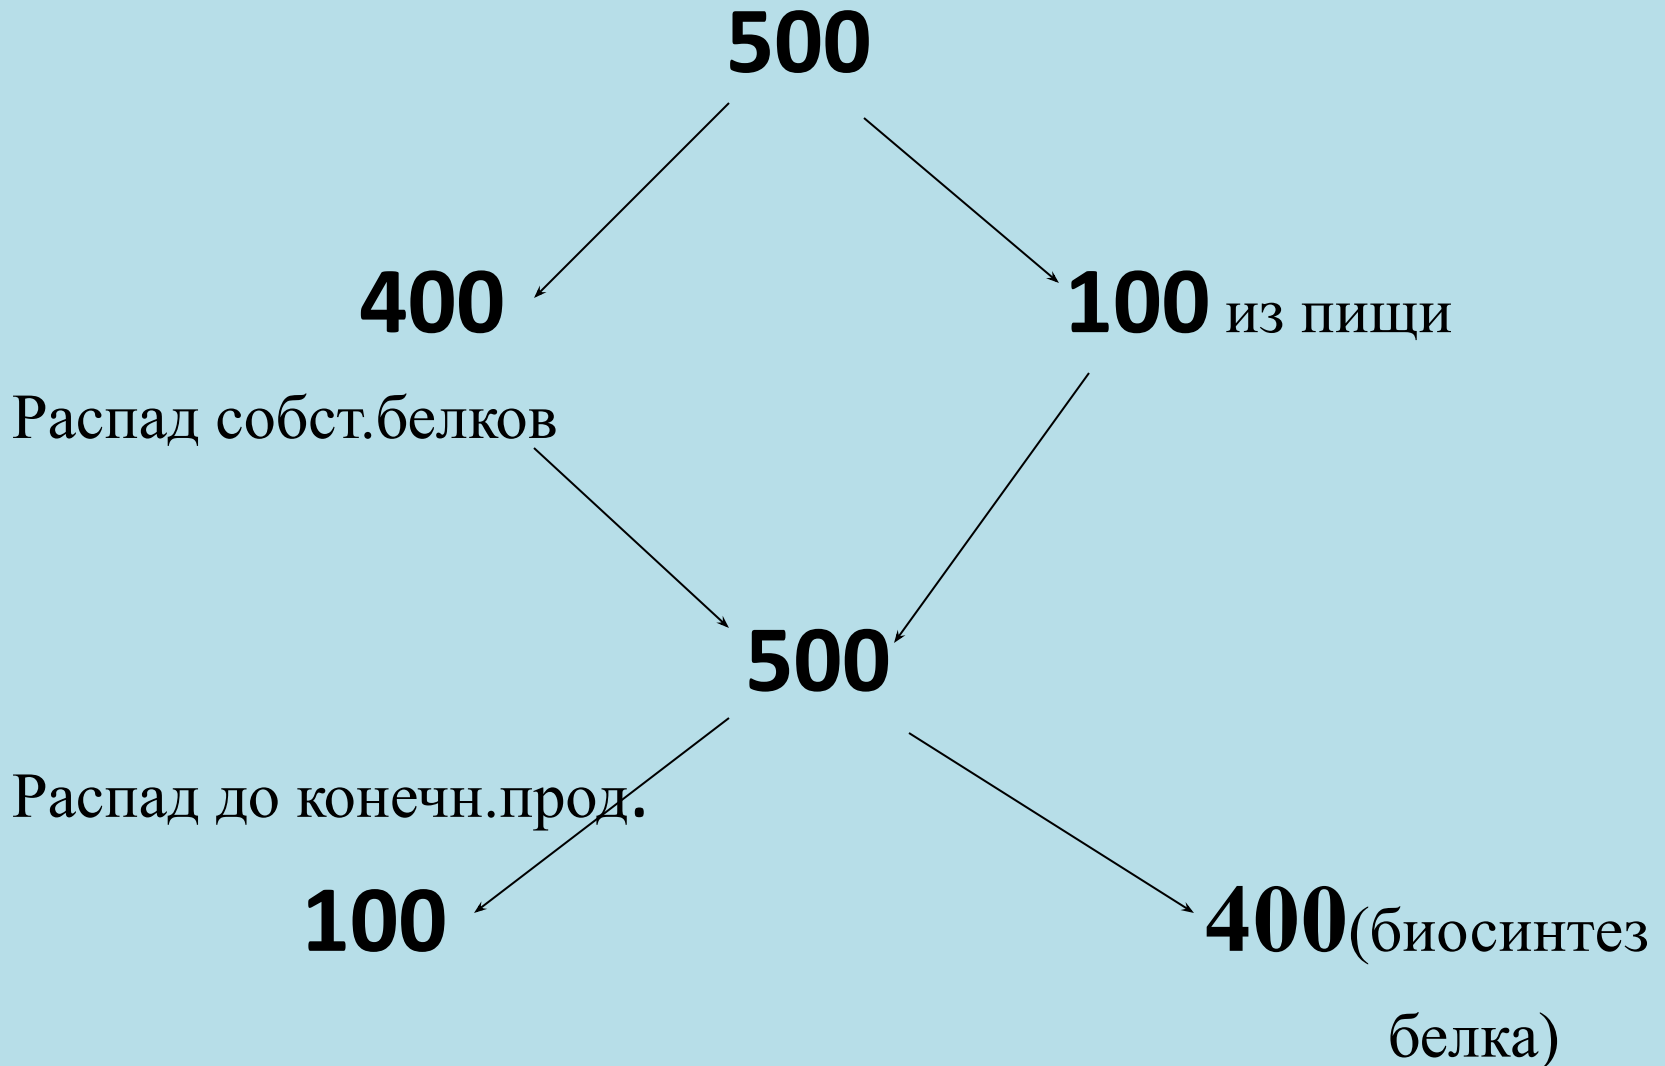 500
400
100 из пищи
Распад собст.белков
500
Распад до конечн.прод.
100
400(биосинтез
белка)